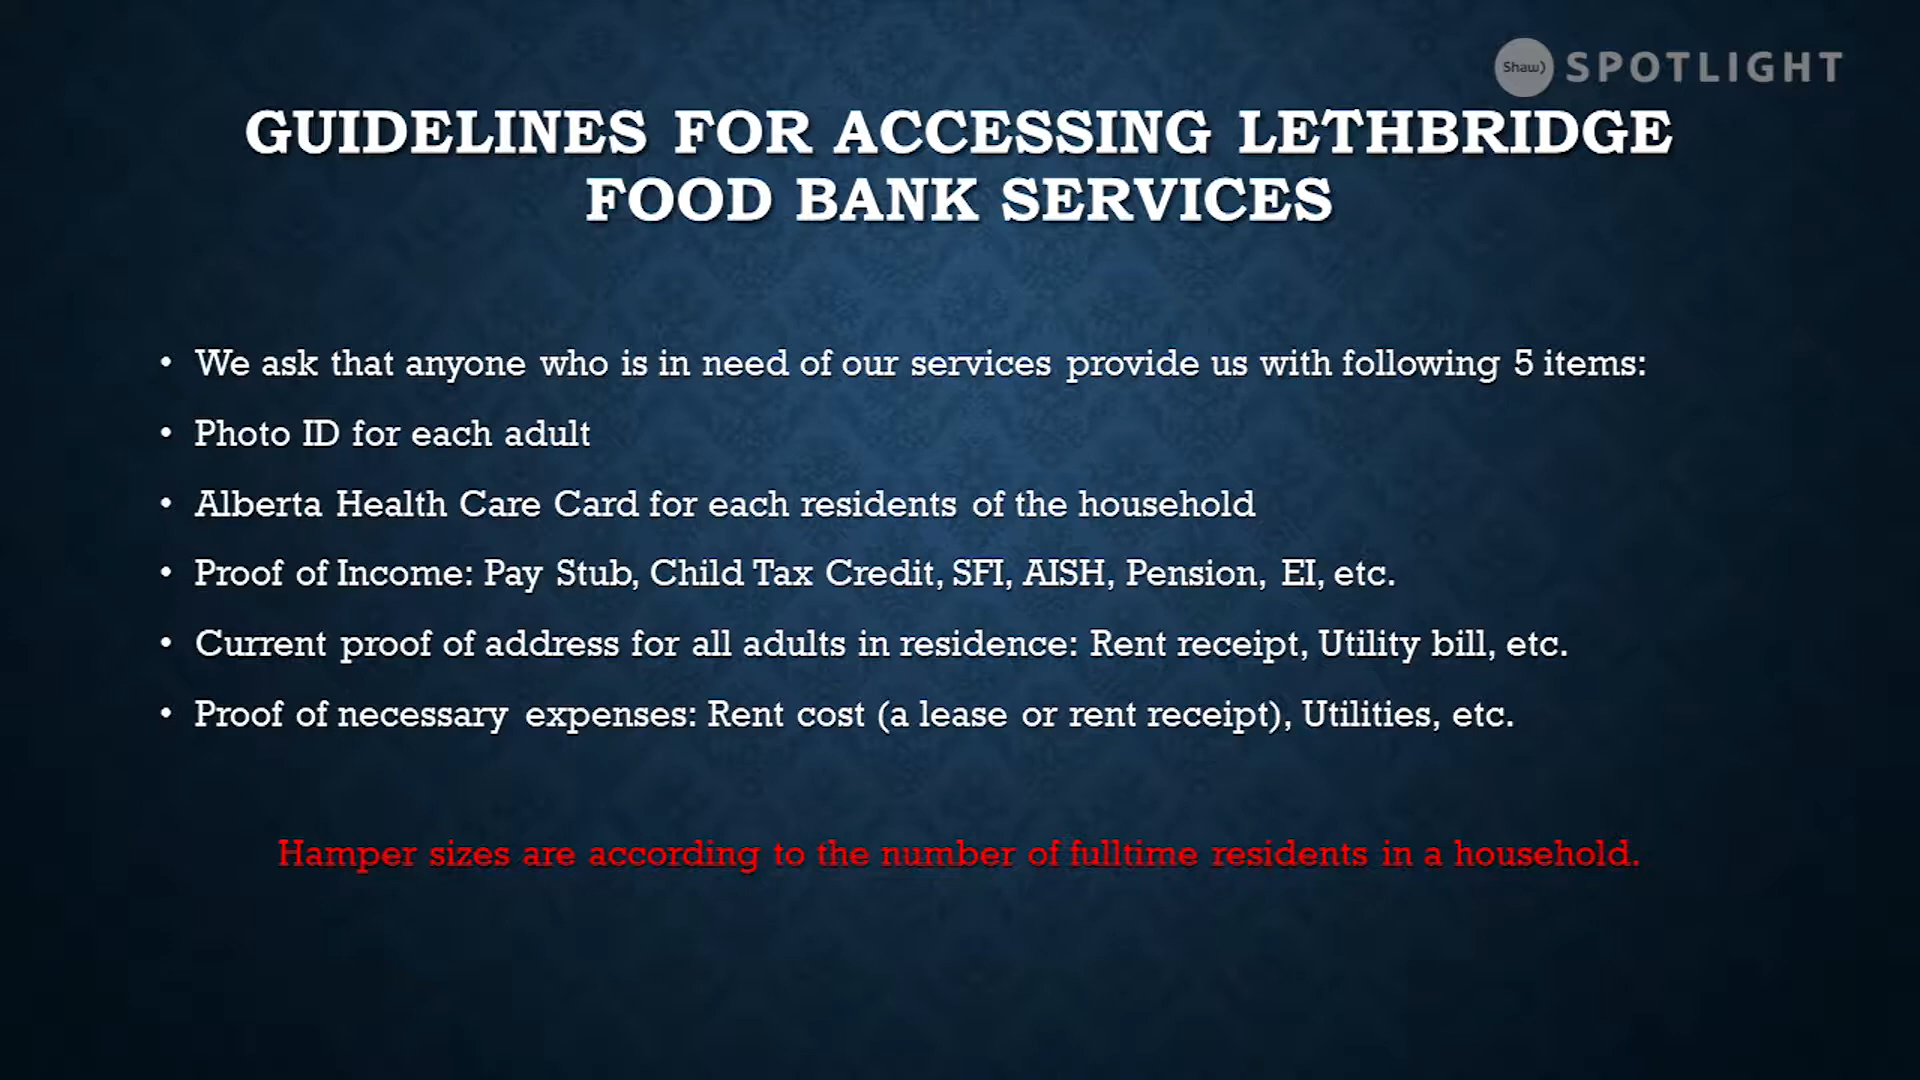 Shaw) SPOTLIGHT
GUIDELINES FOR ACCESSING LETHBRIDGE
FOOD BANK SERVICES
• We ask that anyone who is in need of our services provide us with following 5 items:
• Photo ID for each adult
• Alberta Health Care Card for each residents of the household
• Proof of Income: Pay Stub, Child Tax Credit, SFI, AISH, Pension, EI, etc.
• Current proof of address for all adults in residence: Rent receipt, Utility bill, etc.
• Proof of necessary expenses: Rent cost (a lease or rent receipt), Utilities, etc.
Hamper sizes are according to the number of fulltime residents in a household.